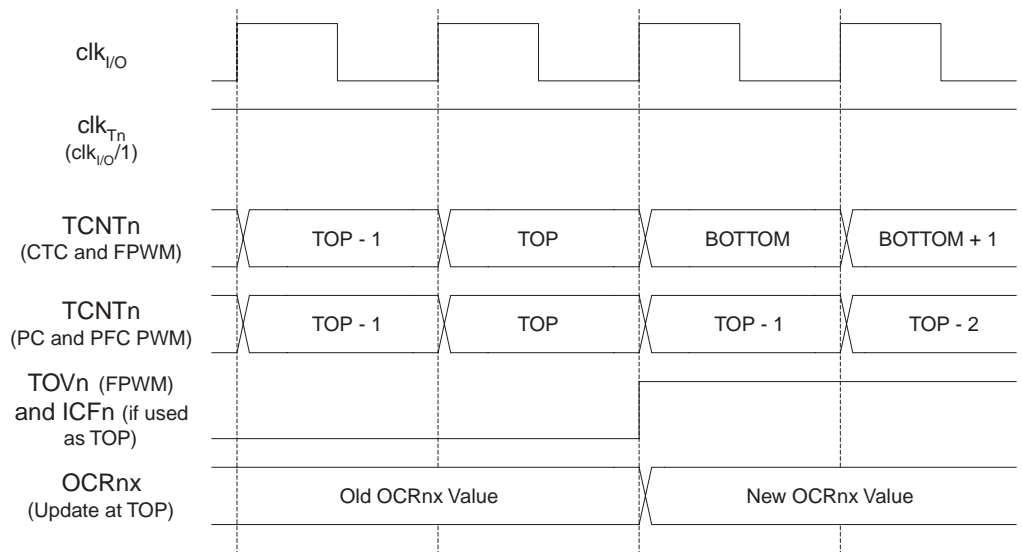 clkI/O
clkTn
(clkI/O/1)
TCNTn
(CTC and FPWM)
TOP - 1
TOP
BOTTOM
BOTTOM + 1
TCNTn
(PC and PFC PWM)
TOP - 1
TOP
TOP - 1
TOP - 2
TOVn (FPWM)
and ICFn (if used
as TOP)
OCRnx
(Update at TOP)
Old OCRnx Value
New OCRnx Value